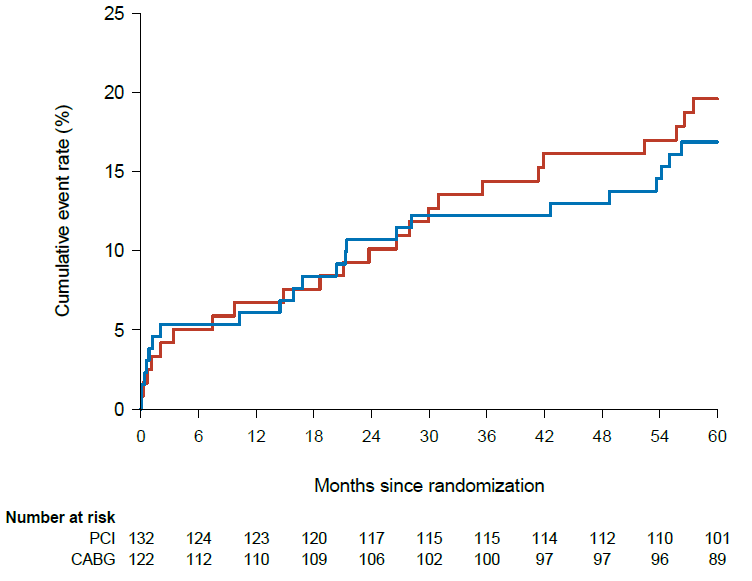 25
20
15
10
5
0
Cumulative event rate (%)
0 6 12 18 24 30 36 42 48 54 60
Months since randomization
Number at risk
PCI 132 124 123 120 117 115 115 114 112 110 101
CABG 122 112 110 109 106 102 100 97 97 96 89